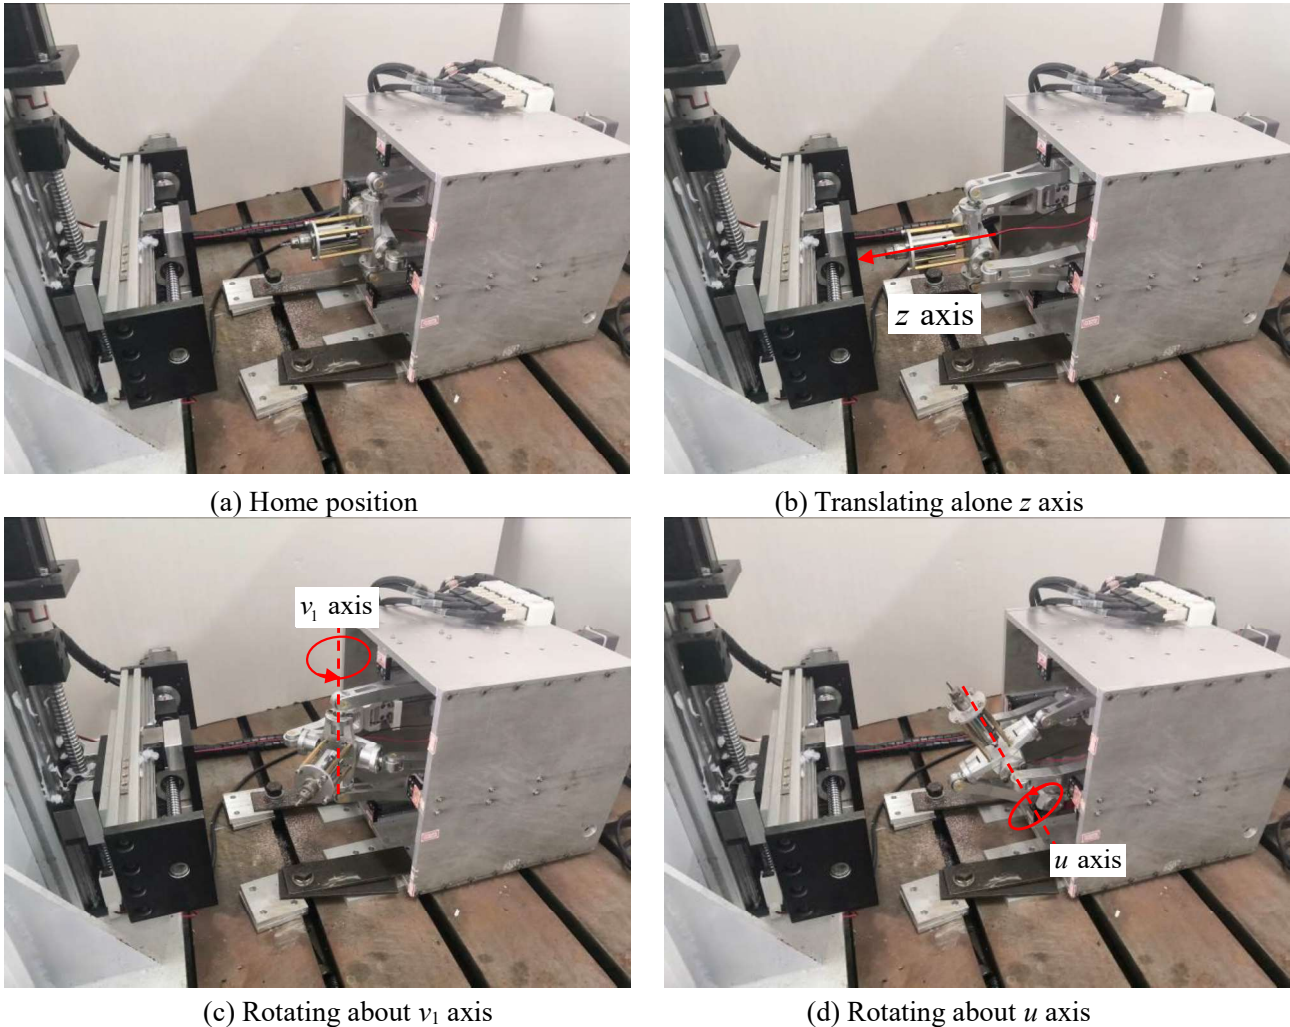 z axis
(a) Home position
(b) Translating alone z axis
v₁ axis
u axis
(c) Rotating about v₁ axis
(d) Rotating about u axis